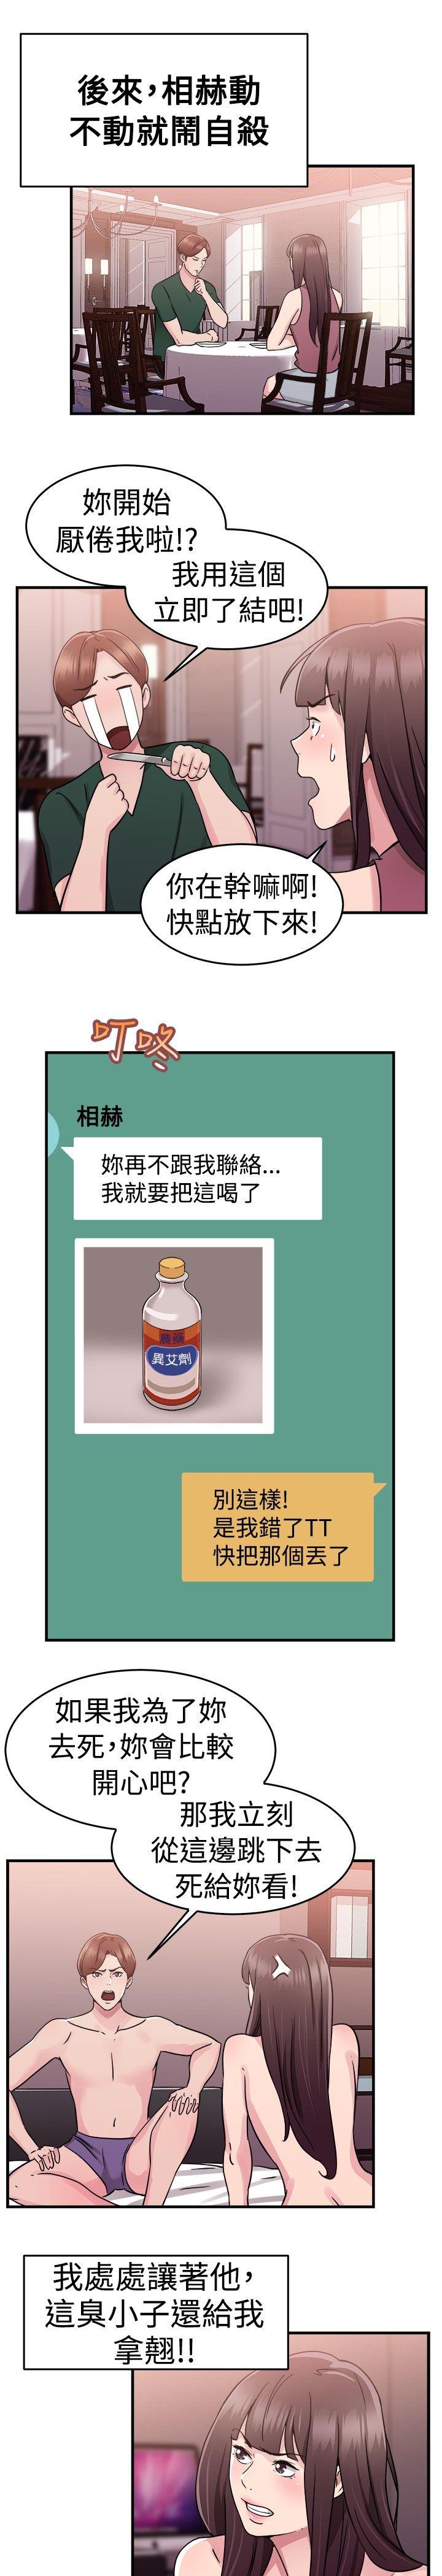 後來,相赫動
不動就鬧自殺
妳開始
厭倦我啦!?
我用這個
立即了結吧!
你在幹嘛啊!
快點放下來!
叮咚
相赫
妳再不跟我聯絡...
我就要把這喝了
農藥
異艾劑
別這樣!
是我錯了TT
快把那個丟了
如果我為了妳
去死,妳會比較
開心吧?
那我立刻
從這邊跳下去
死給妳看!
我處處讓著他,
這臭小子還給我
拿翹!!